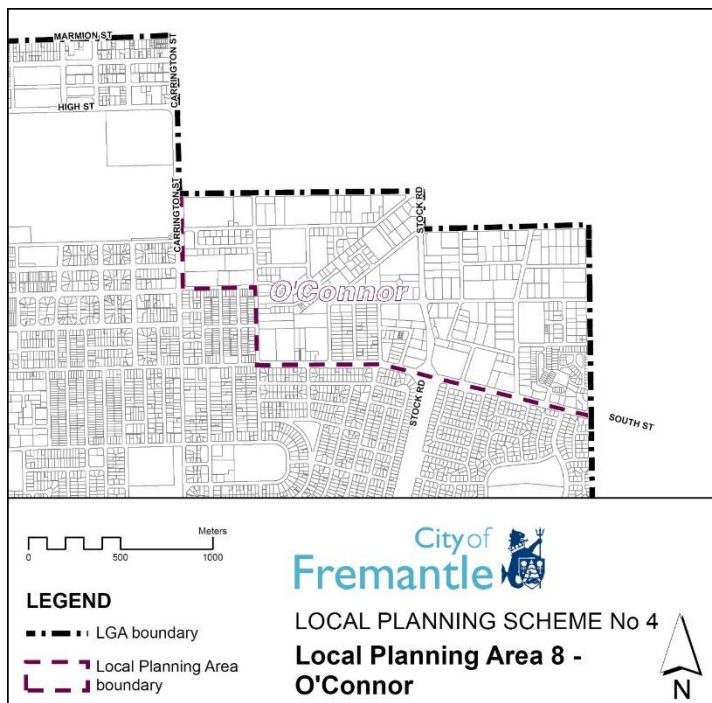 MARMION ST
CARRINGTON ST
HIGH ST
CARRINGTON ST
STOCK RD
O'Connor
STOCK RD
SOUTH ST
Meters
0 500 1000
LEGEND
LGA boundary
Local Planning Area
boundary
City of
Fremantle
LOCAL PLANNING SCHEME No 4
Local Planning Area 8 -
O'Connor
N